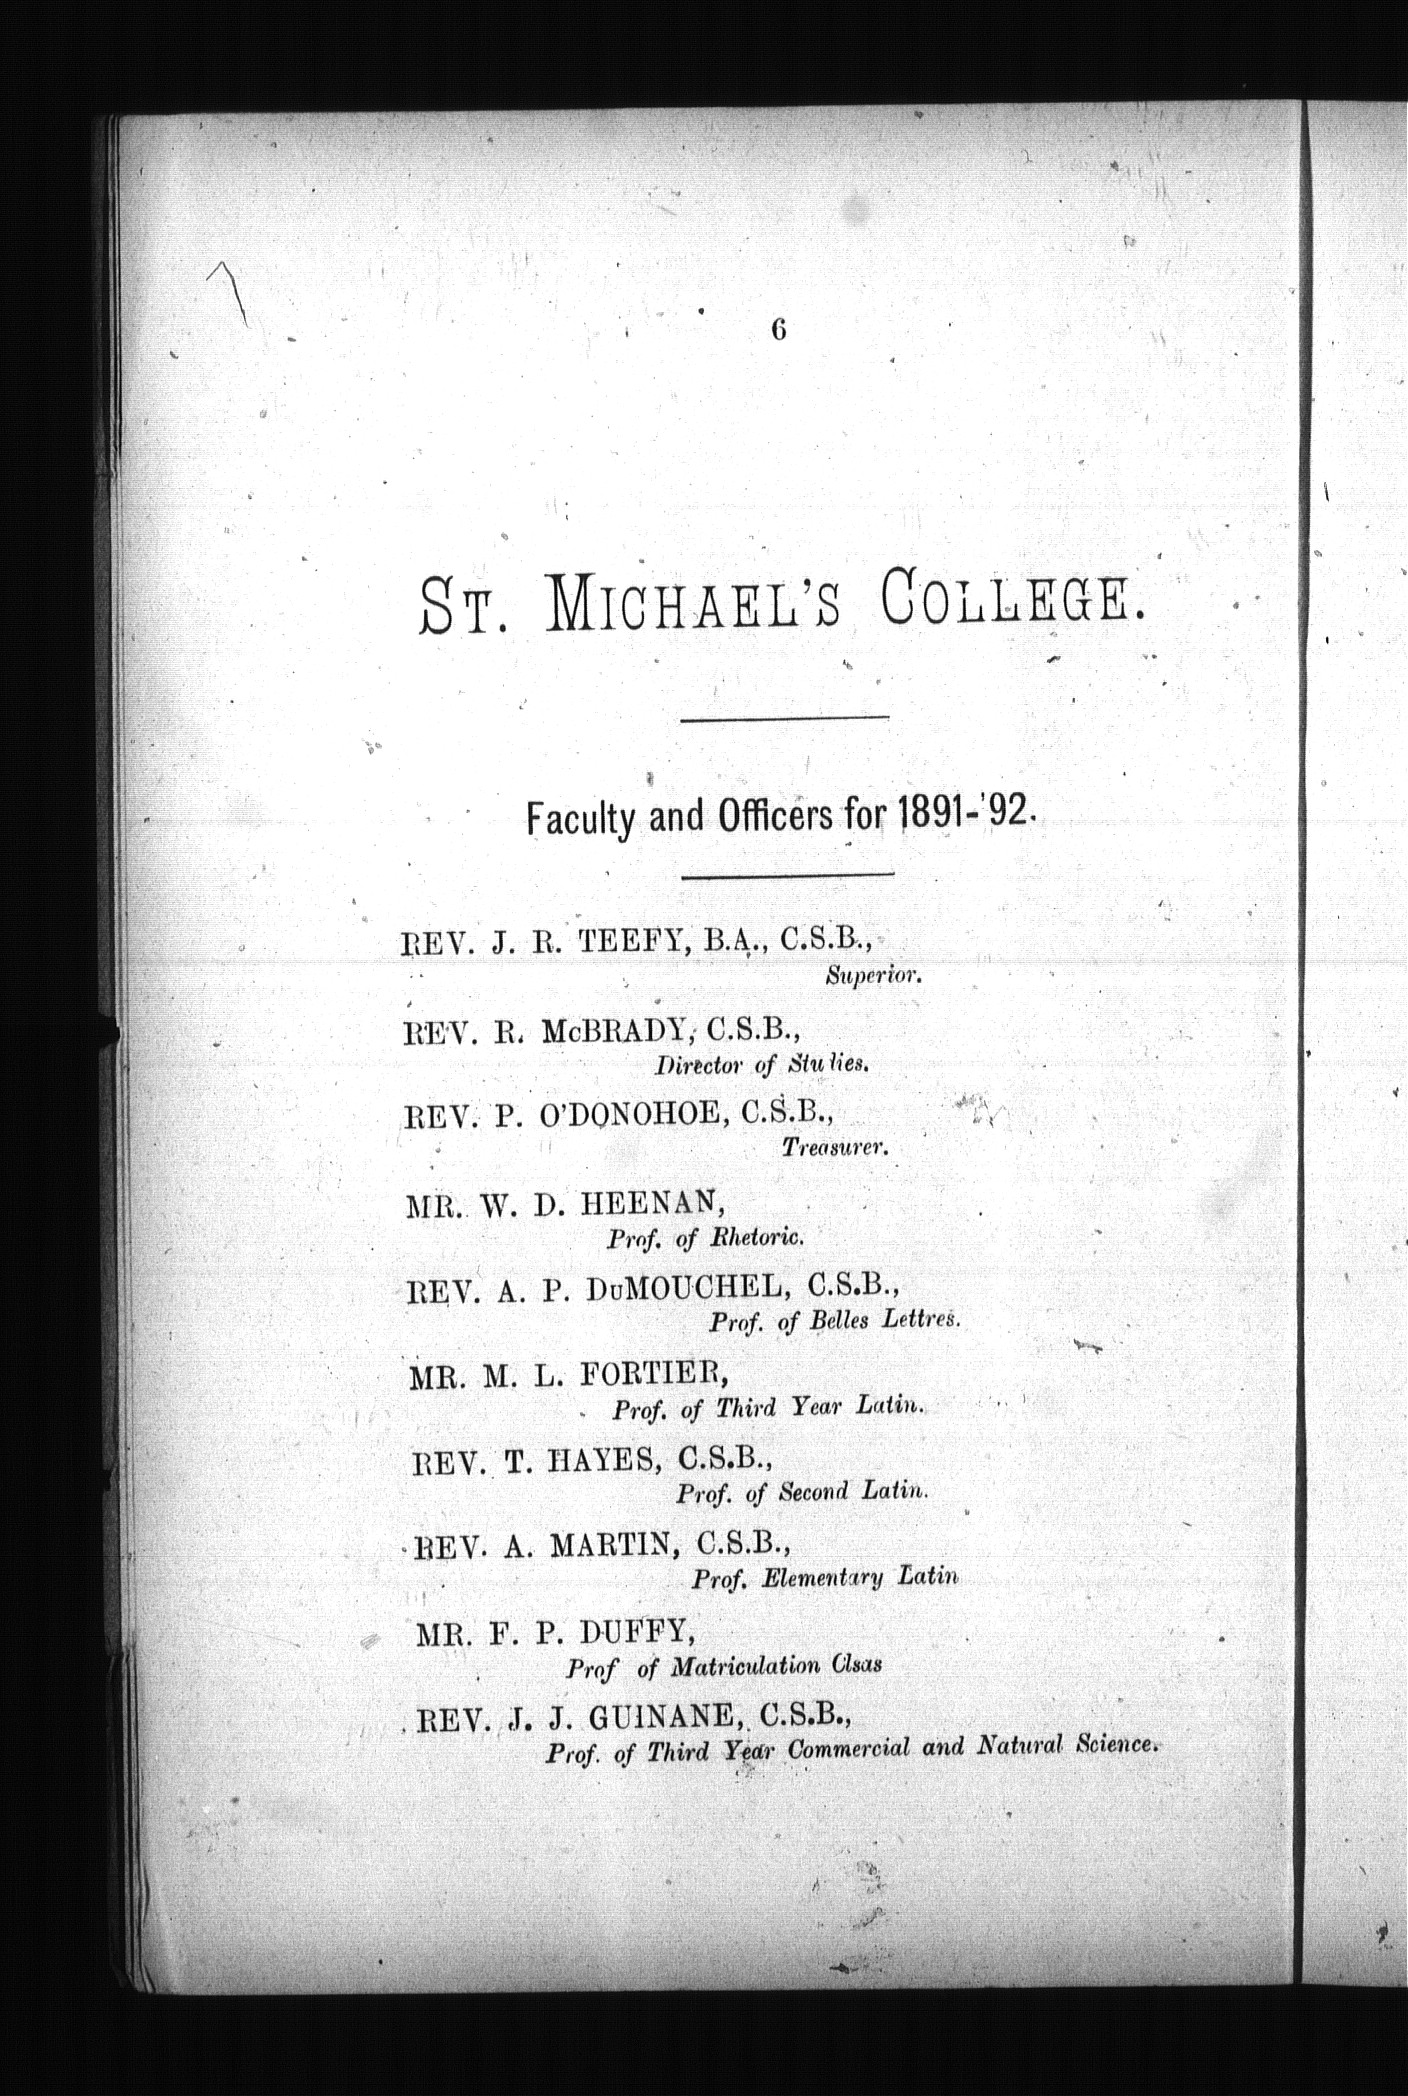 6
ST. MICHAEL'S COLLEGE.
Faculty and Officers for 1891-'92.
REV. J. R. TEEFY, B.A., C.S.B.,
Superior.
REV. R. McBRADY, C.S.B.,
Director of Studies.
REV. P. O'DONOHOE, C.S.B.,
Treasurer.
MR. W. D. HEENAN,
Prof. of Rhetoric.
REV. A. P. DuMOUCHEL, C.S.B.,
Prof. of Belles Lettres.
MR. M. L. FORTIER,
Prof. of Third Year Latin.
REV. T. HAYES, C.S.B.,
Prof. of Second Latin.
REV. A. MARTIN, C.S.B.,
Prof. Elementary Latin
MR. F. P. DUFFY,
Prof of Matriculation Clsas
REV. J. J. GUINANE, C.S.B.,
Prof. of Third Year Commercial and Natural Science.